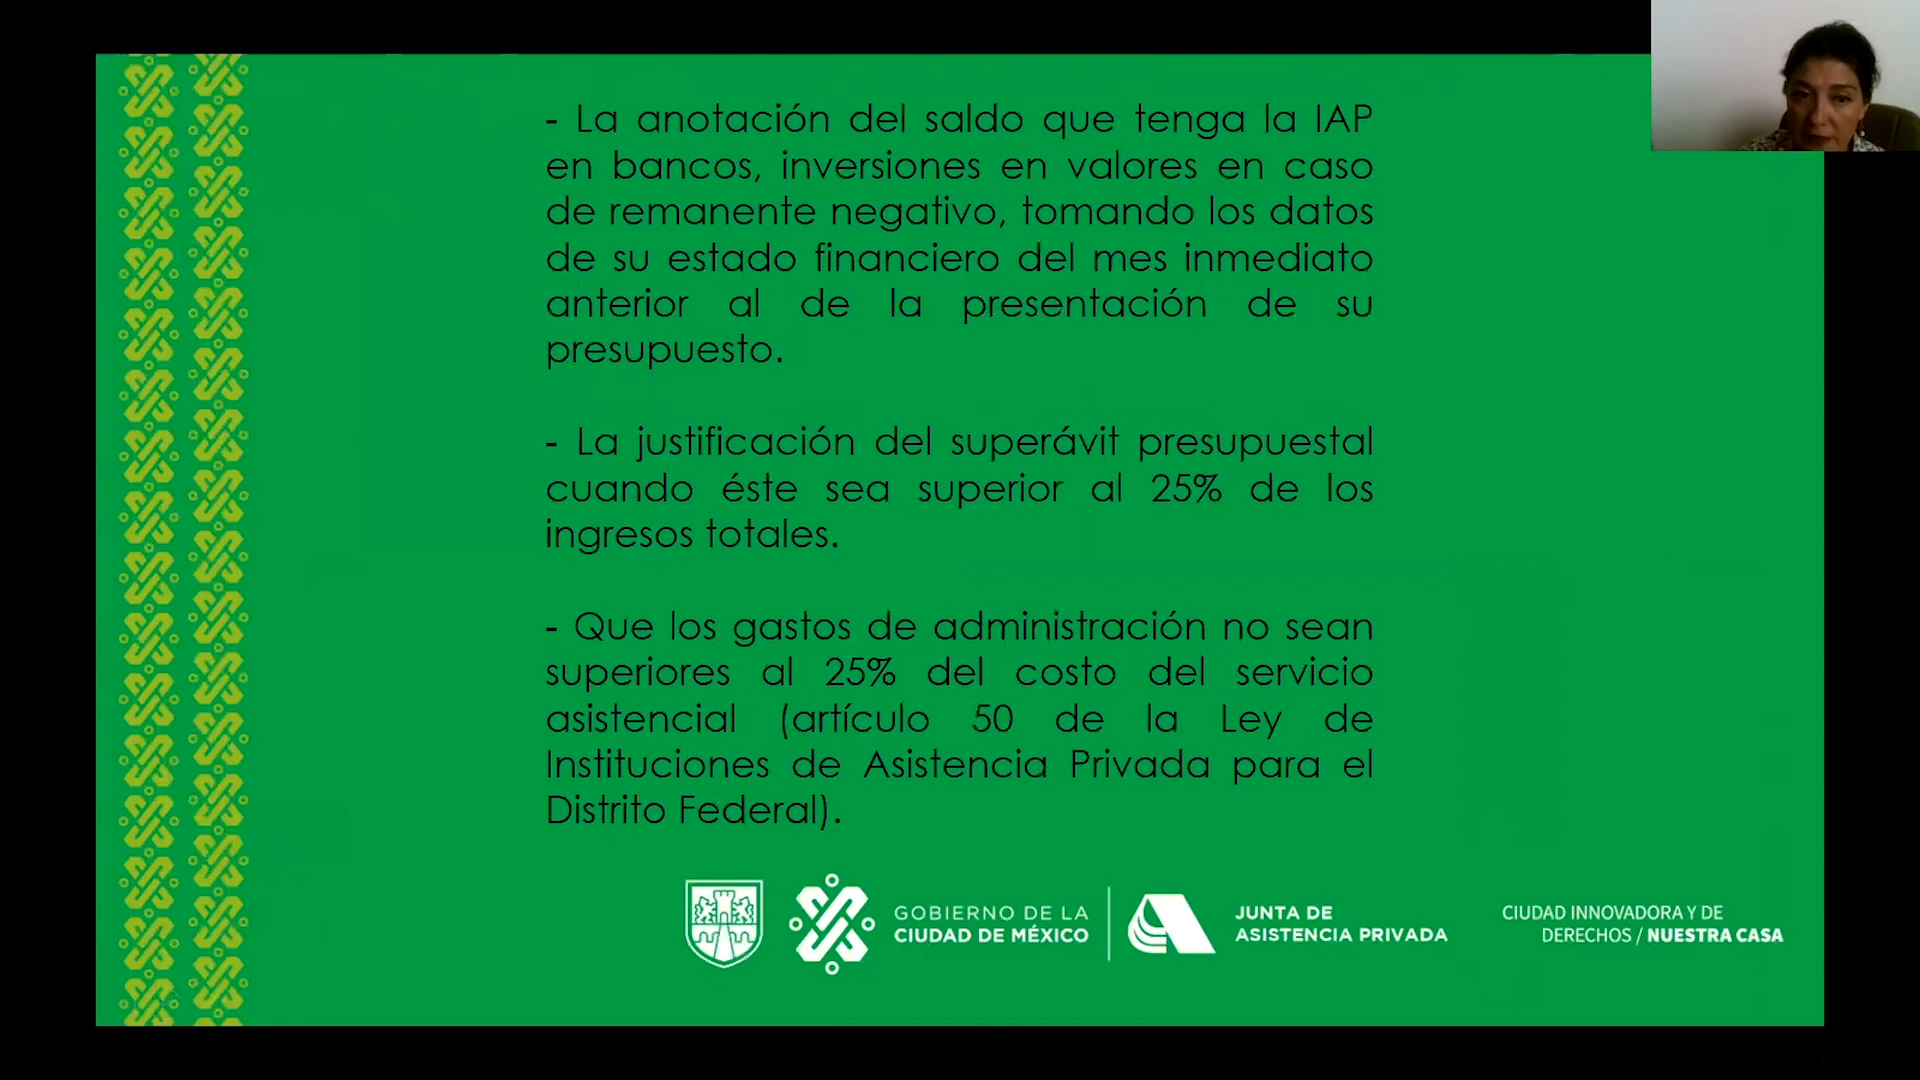 - La anotación del saldo que tenga la IAP
en bancos, inversiones en valores en caso
de remanente negativo, tomando los datos
de su estado financiero del mes inmediato
anterior al de la presentación de su
presupuesto.
- La justificación del superávit presupuestal
cuando éste sea superior al 25% de los
ingresos totales.
- Que los gastos de administración no sean
superiores al 25% del costo del servicio
asistencial (artículo 50 de la Ley de
Instituciones de Asistencia Privada para el
Distrito Federal).
GOBIERNO DE LA
CIUDAD DE MÉXICO
JUNTA DE
ASISTENCIA PRIVADA
CIUDAD INNOVADORA Y DE
DERECHOS / NUESTRA CASA